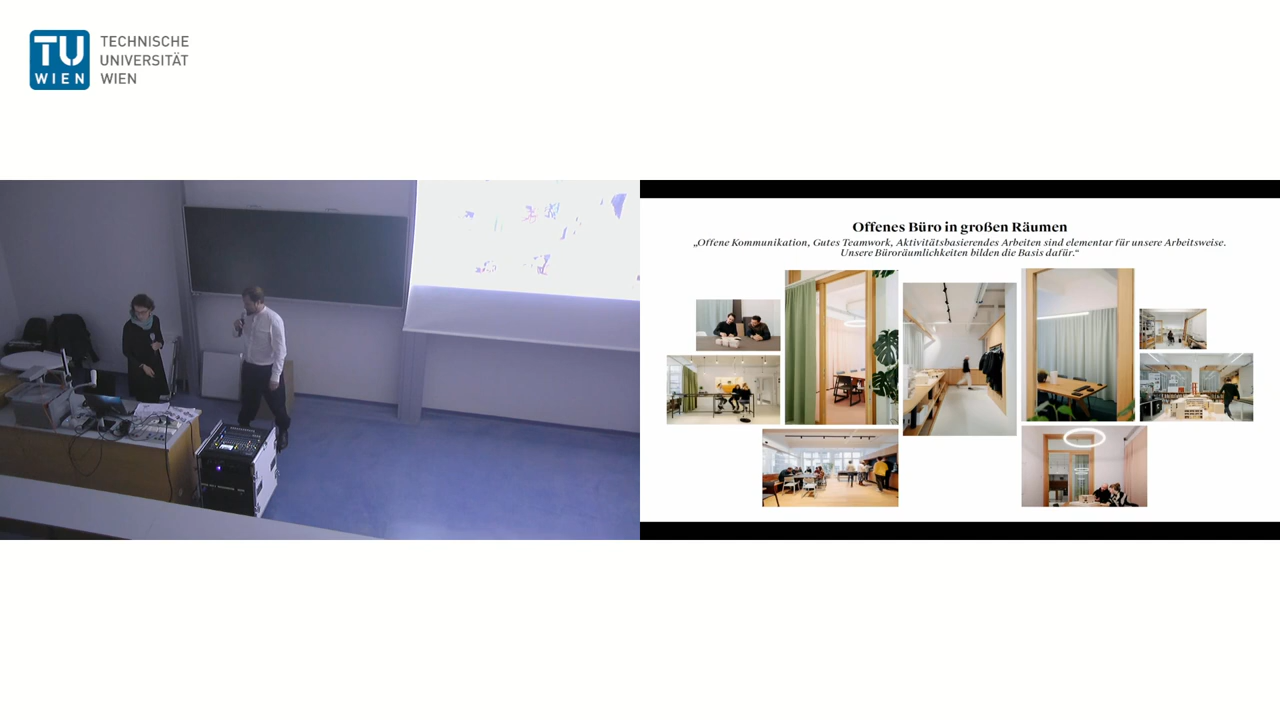 TU
WIEN
TECHNISCHE
UNIVERSITÄT
WIEN
Offenes Büro in großen Räumen
„Offene Kommunikation, Gutes Teamwork, Aktivitätsbasierendes Arbeiten sind elementar für unsere Arbeitsweise.
Unsere Büroräumlichkeiten bilden die Basis dafür.“